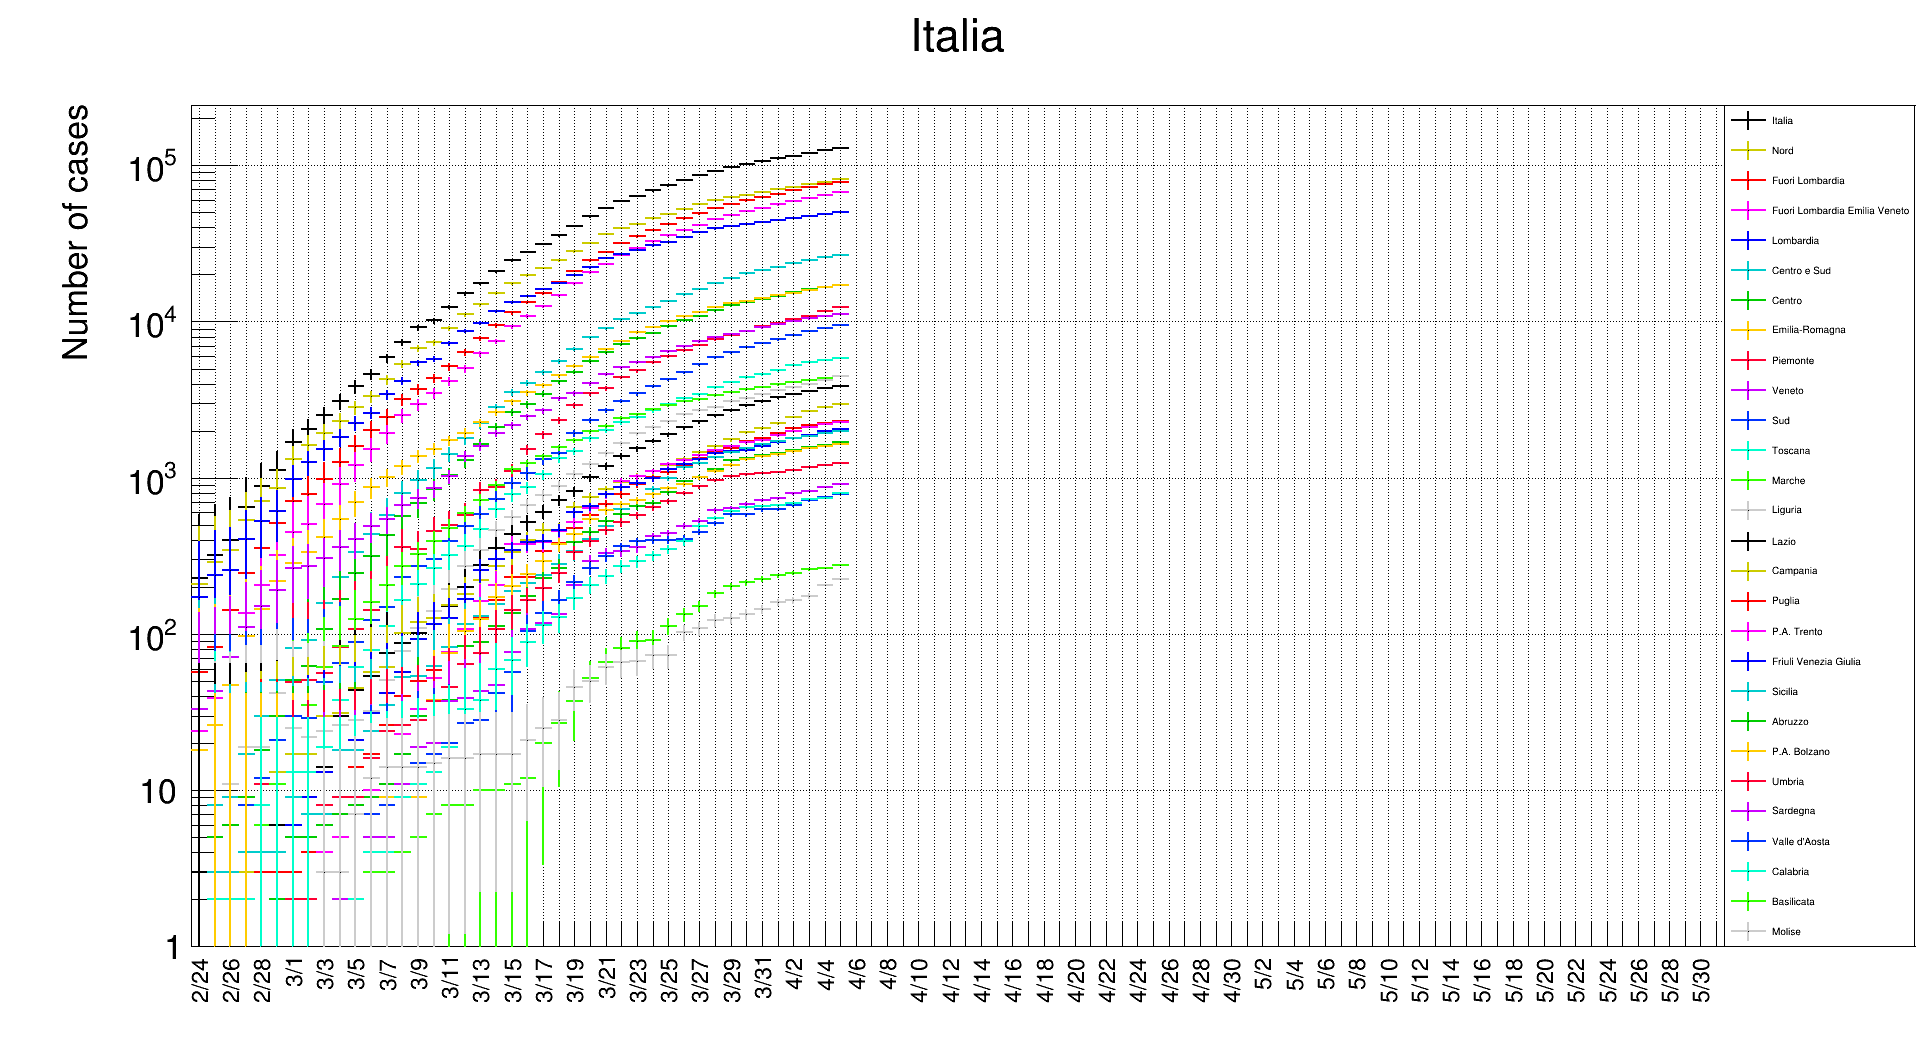 Italia
Number of cases
10^5
10^4
10^3
10^2
10
1
2/24 2/26 2/28 3/1 3/3 3/5 3/7 3/9 3/11 3/13 3/15 3/17 3/19 3/21 3/23 3/25 3/27 3/29 3/31 4/2 4/4 4/6 4/8 4/10 4/12 4/14 4/16 4/18 4/20 4/22 4/24 4/26 4/28 4/30 5/2 5/4 5/6 5/8 5/10 5/12 5/14 5/16 5/18 5/20 5/22 5/24 5/26 5/28 5/30
Italia
Nord
Fuori Lombardia
Fuori Lombardia Emilia Veneto
Lombardia
Centro e Sud
Centro
Emilia-Romagna
Piemonte
Veneto
Sud
Toscana
Marche
Liguria
Lazio
Campania
Puglia
P.A. Trento
Friuli Venezia Giulia
Sicilia
Abruzzo
P.A. Bolzano
Umbria
Sardegna
Valle d'Aosta
Calabria
Basilicata
Molise